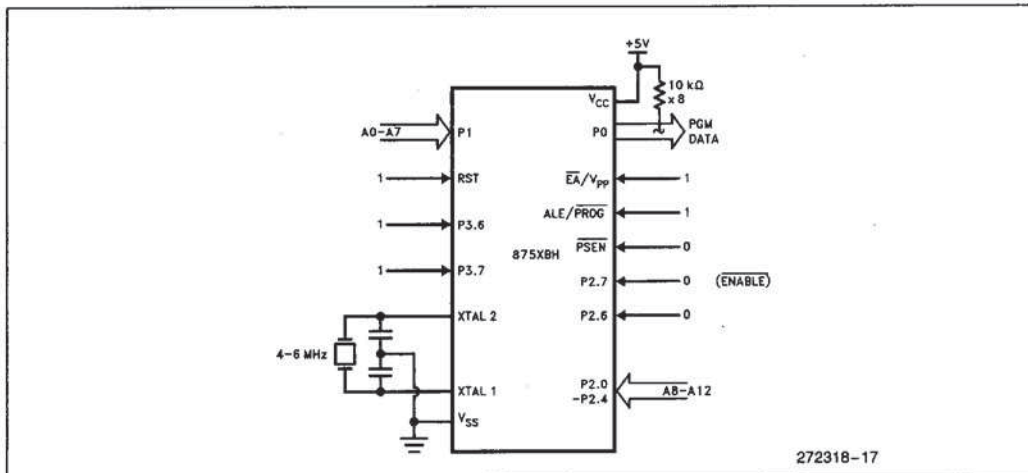 +5V
10 kΩ
x 8
VCC
A0-A7
P1
P0
PGM
DATA
1
RST
EA/VPP
1
ALE/PROG
1
1
P3.6
875XBH
PSEN
0
1
P3.7
P2.7
0
(ENABLE)
XTAL 2
P2.6
0
4-6 MHz
XTAL 1
P2.0
-P2.4
A8-A12
VSS
272318-17